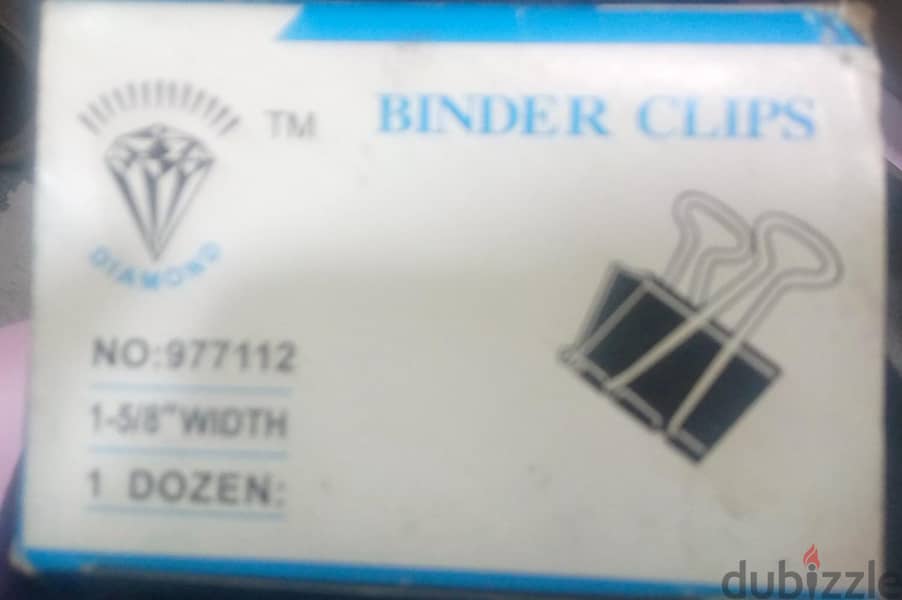 TM
BINDER CLIPS
DIAMOND
NO:977112
1-5/8"WIDTH
1 DOZEN:
dubizzle